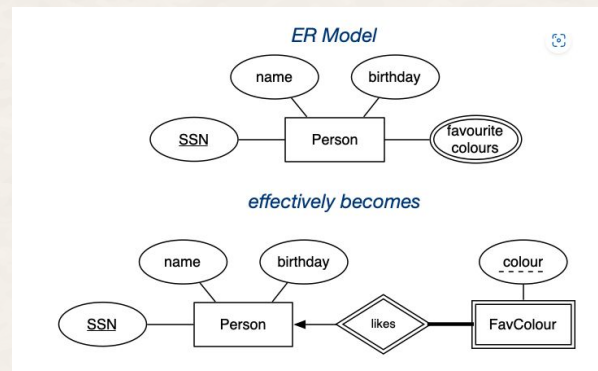 ER Model
name
birthday
SSN
Person
favourite
colours
effectively becomes
name
birthday
colour
SSN
Person
likes
FavColour